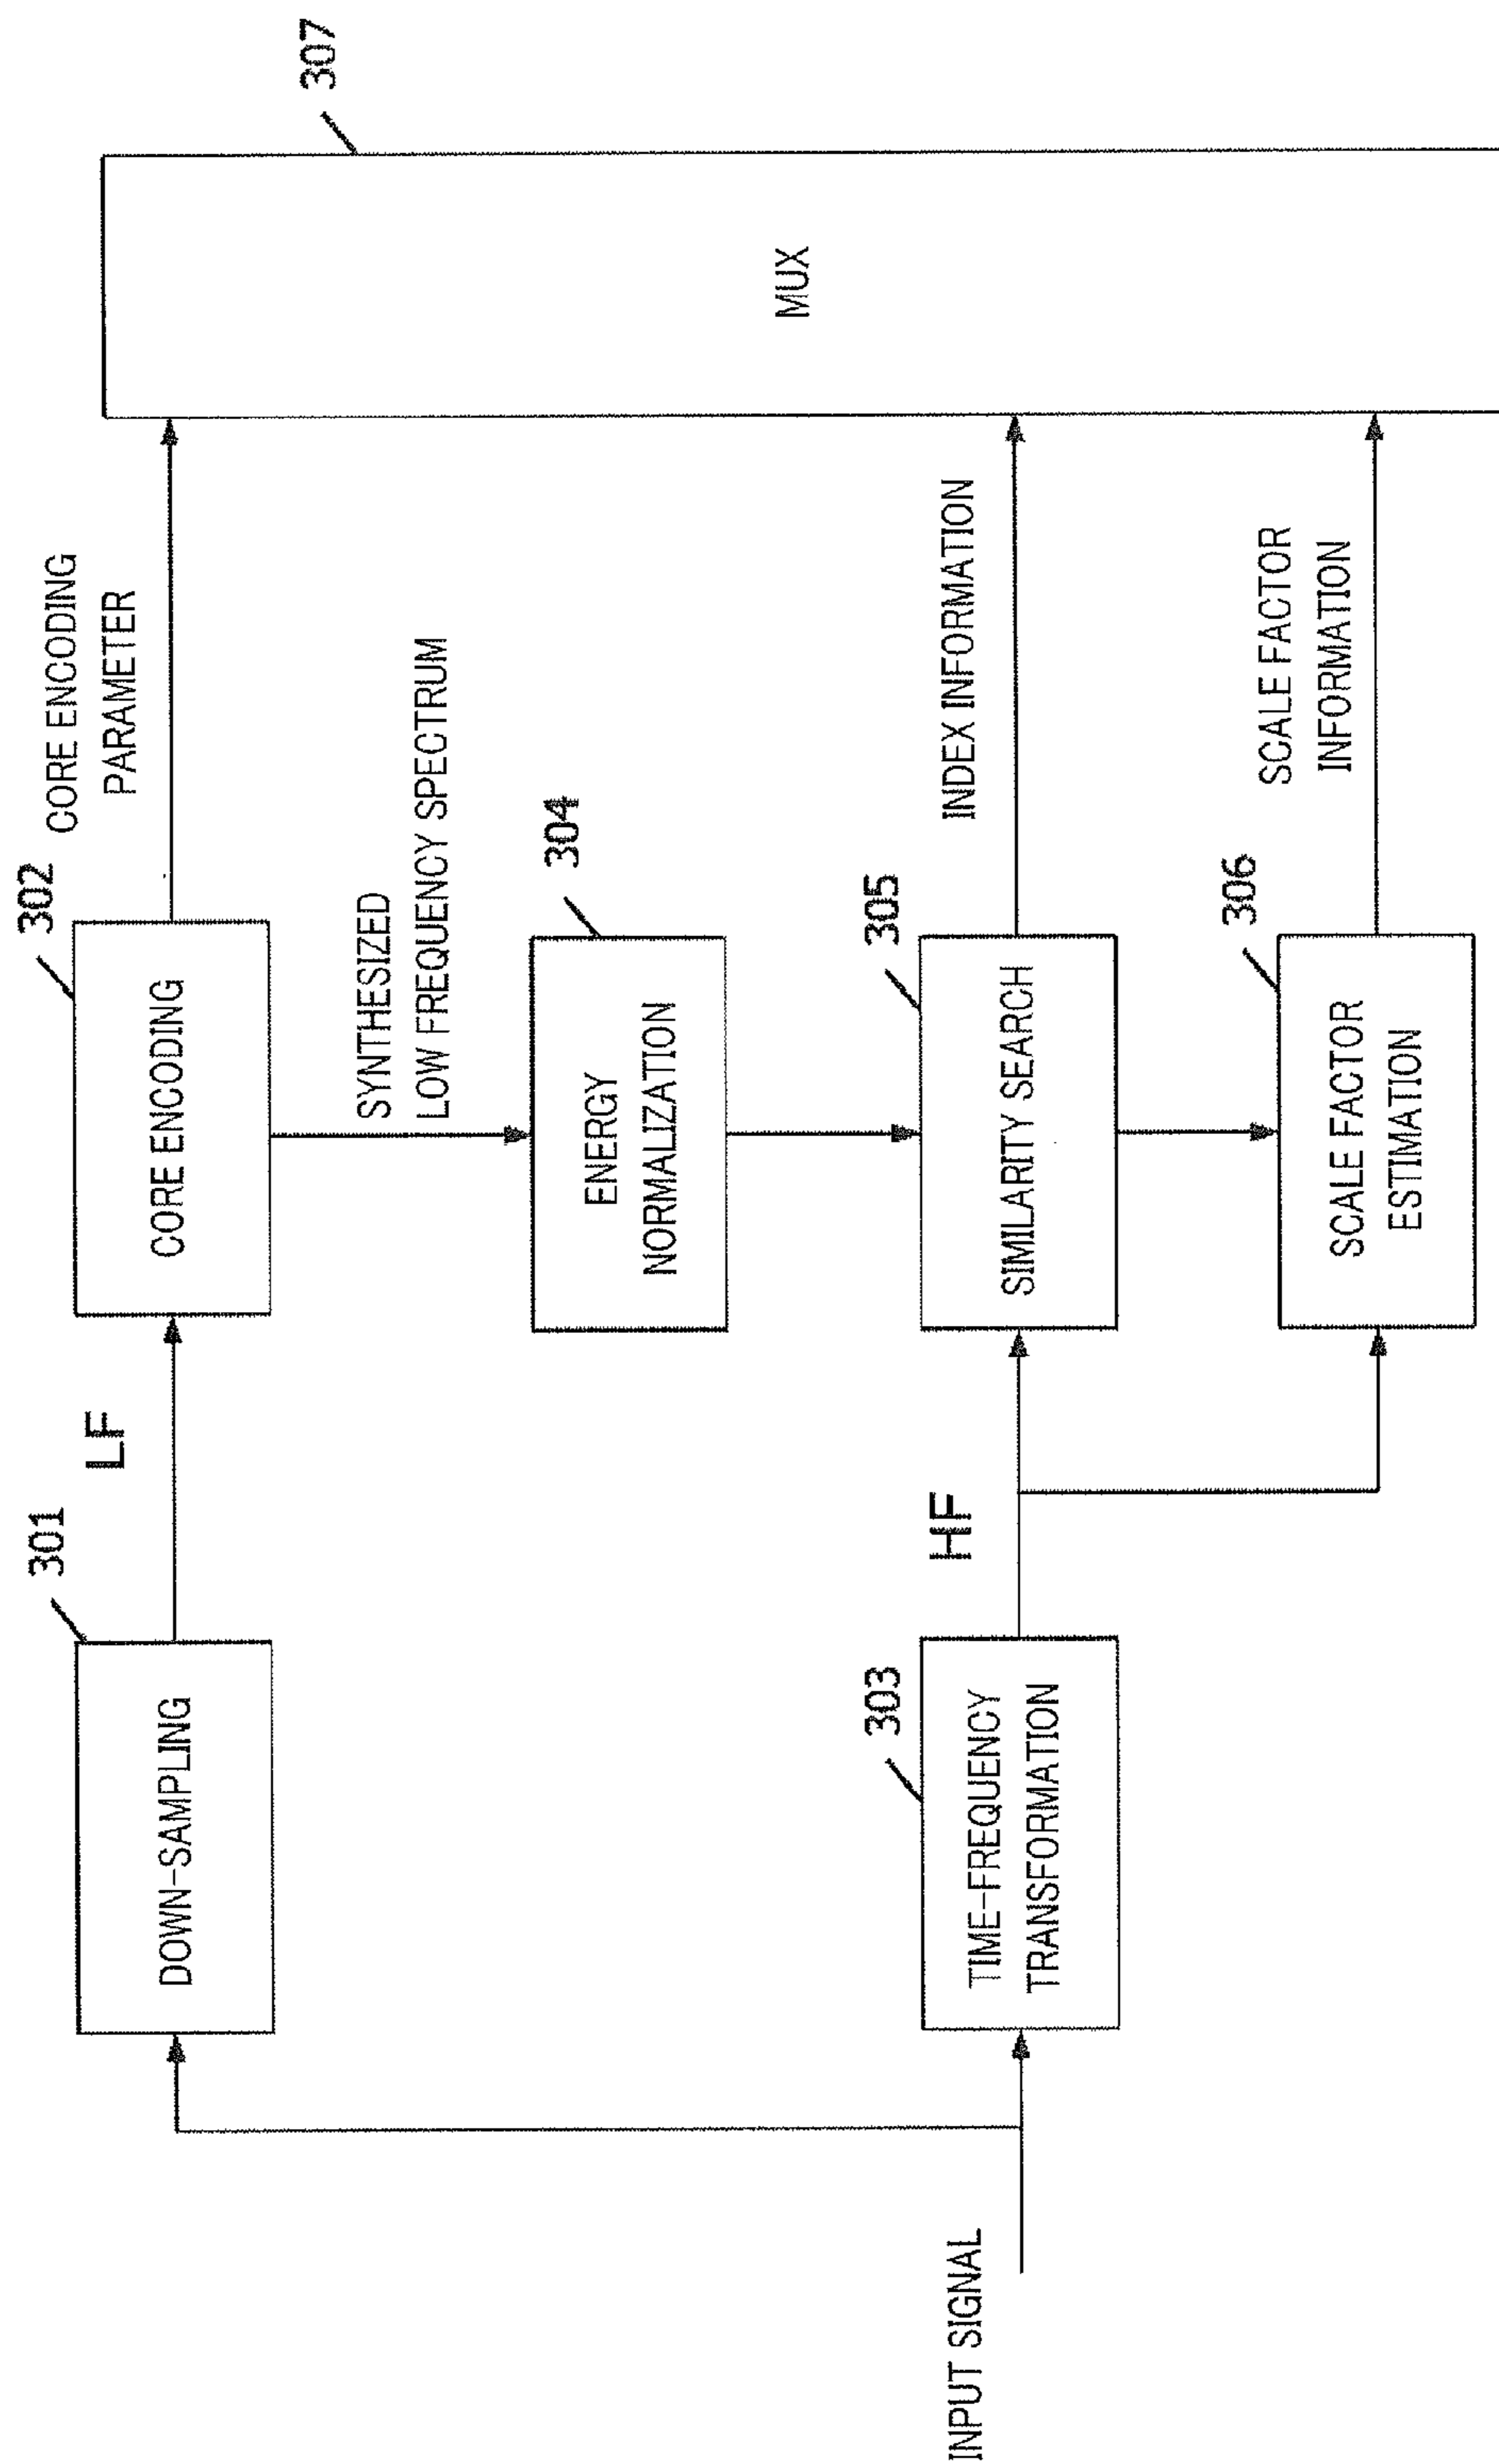 301
LF
302
CORE ENCODING
PARAMETER
307
DOWN-SAMPLING
CORE ENCODING
SYNTHESIZED
LOW FREQUENCY SPECTRUM
304
ENERGY
NORMALIZATION
MUX
303
HF
305
INDEX INFORMATION
INPUT SIGNAL
TIME-FREQUENCY
TRANSFORMATION
SIMILARITY SEARCH
306
SCALE FACTOR
INFORMATION
SCALE FACTOR
ESTIMATION